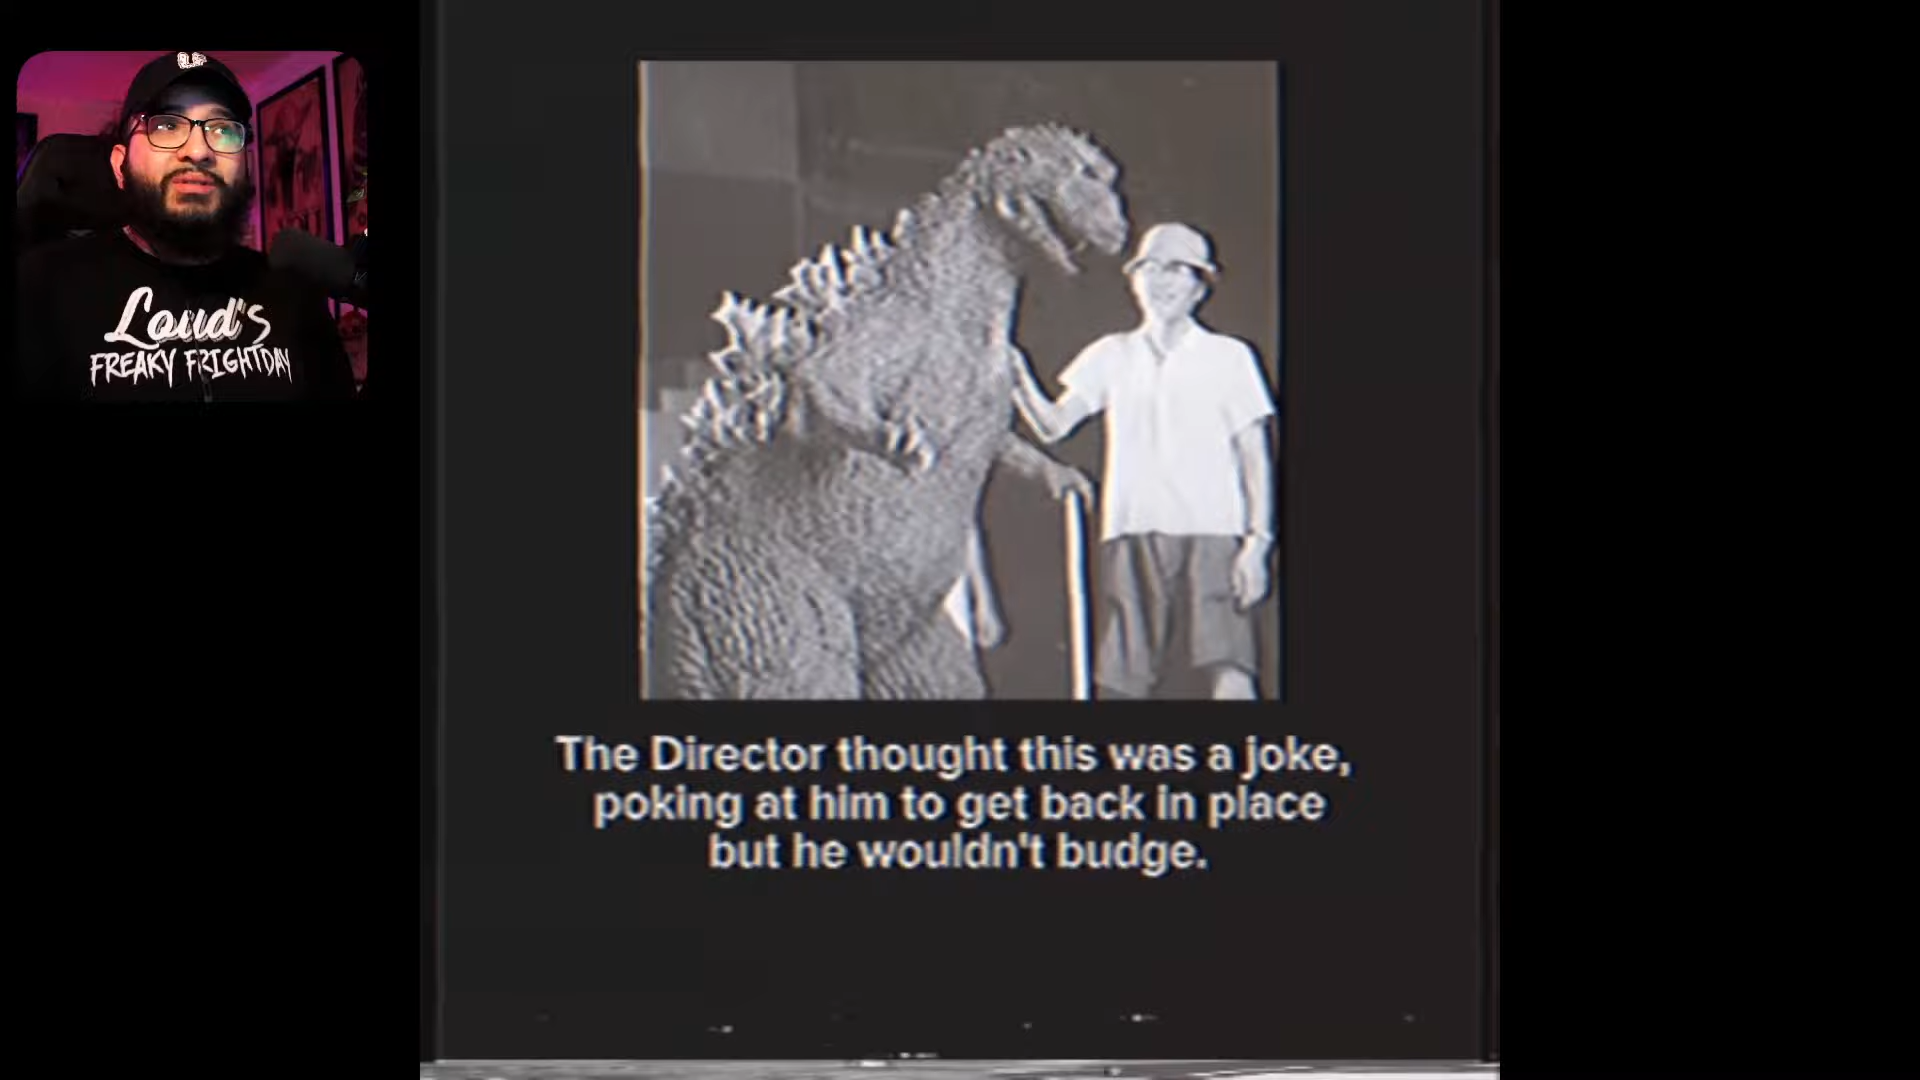 Loud's
FREAKY FRIGHTDAY
The Director thought this was a joke,
poking at him to get back in place
but he wouldn't budge.